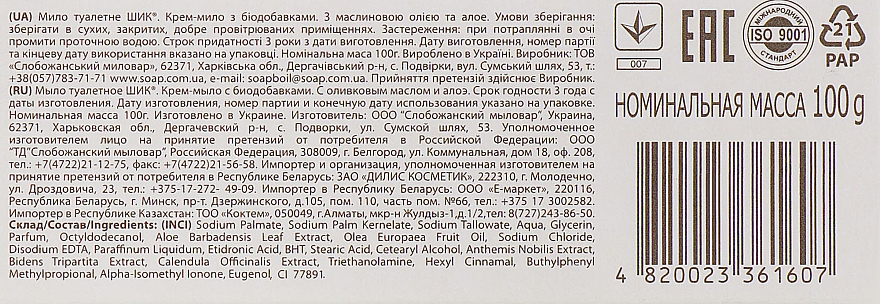 (UA) Мило туалетне ШИК®. Крем-мило з біодобавками. З маслиновою олією та алое. Умови зберігання:
зберігати в сухих, закритих, добре провітрюваних приміщеннях. Застереження: при потраплянні в очі
промити проточною водою. Строк придатності 3 роки з дати виготовлення. Дату виготовлення, номер партії
та кінцеву дату використання вказано на упаковці. Номінальна маса 100г. Вироблено в Україні. Виробник: ТОВ
«Слобожанський миловар», 62371, Харківська обл., Дергачівський р-н, с. Подвірки, вул. Сумський шлях, 53, т.:
+38(057)783-71-71 www.soap.com.ua, e-mail: soapboil@soap.com.ua. Прийняття претензій здійснює Виробник.
(RU) Мыло туалетное ШИК®. Крем-мыло с биодобавками. С оливковым маслом и алоэ. Срок годности 3 года с
даты изготовления. Дату изготовления, номер партии и конечную дату использования указано на упаковке.
Номинальная масса 100г. Изготовлено в Украине. Изготовитель: ООО "Слобожанский мыловар", Украина,
62371, Харьковская обл., Дергачевский р-н, с. Подворки, ул. Сумской шлях, 53. Уполномоченное
изготовителем лицо на принятие претензий от потребителя в Российской Федерации: ООО
"ТД"Слобожанский мыловар", Российская Федерация, 308009, г. Белгород, ул. Коммунальная, дом 18, оф. 208,
тел.: +7(4722)21-12-75, факс: +7(4722)21-56-58. Импортер и организация, уполномоченная изготовителем на
принятие претензий от потребителя в Республике Беларусь: ЗАО «ДИЛИС КОСМЕТИК», 222310, г. Молодечно,
ул. Дроздовича, 23, тел.: +375-17-272- 49-09. Импортер в Республику Беларусь: ООО «Е-маркет», 220116,
Республика Беларусь, г. Минск, пр-т. Дзержинского, д.105, пом. 110, часть пом. №66, тел.: +375 17 3002582.
Импортер в Республике Казахстан: ТОО «Коктем», 050049, г.Алматы, мкр-н Жулдыз-1,д.1/2,тел: 8(727)243-86-50.
Склад/Состав/Ingredients: (INCI) Sodium Palmate, Sodium Palm Kernelate, Sodium Tallowate, Aqua, Glycerin,
Parfum, Octyldodecanol, Aloe Barbadensis Leaf Extract, Olea Europaea Fruit Oil, Sodium Chloride,
Disodium EDTA, Paraffinum Liquidum, Etidronic Acid, BHT, Stearic Acid, Cetearyl Alcohol, Anthemis Nobilis Extract,
Bidens Tripartita Extract, Calendula Officinalis Extract, Triethanolamine, Hexyl Cinnamal, Butylphenyl
Methylpropional, Alpha-Isomethyl Ionone, Eugenol, CI 77891.
007
EAC
МІЖНАРОДНИЙ
ISO 9001
СТАНДАРТ
21
PAP
НОМИНАЛЬНАЯ МАССА 100 g
4 820023 361607